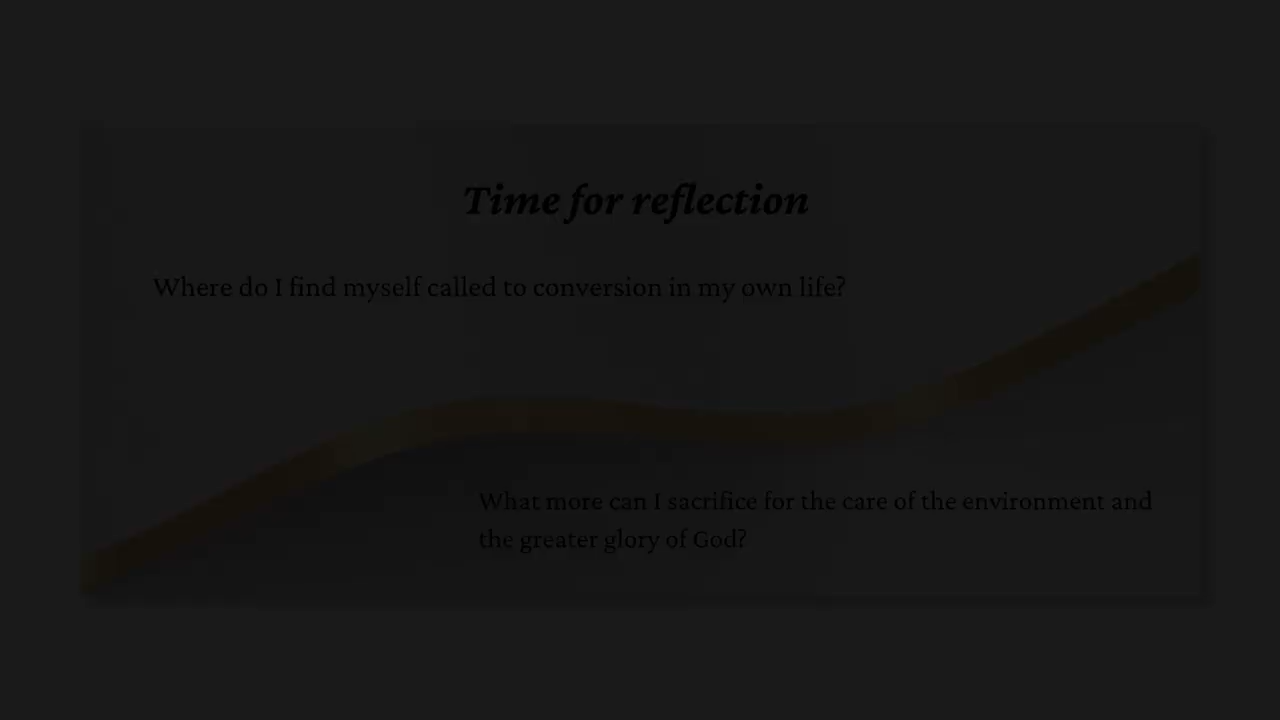 Time for reflection
Where do I find myself called to conversion in my own life?
What more can I sacrifice for the care of the environment and
the greater glory of God?